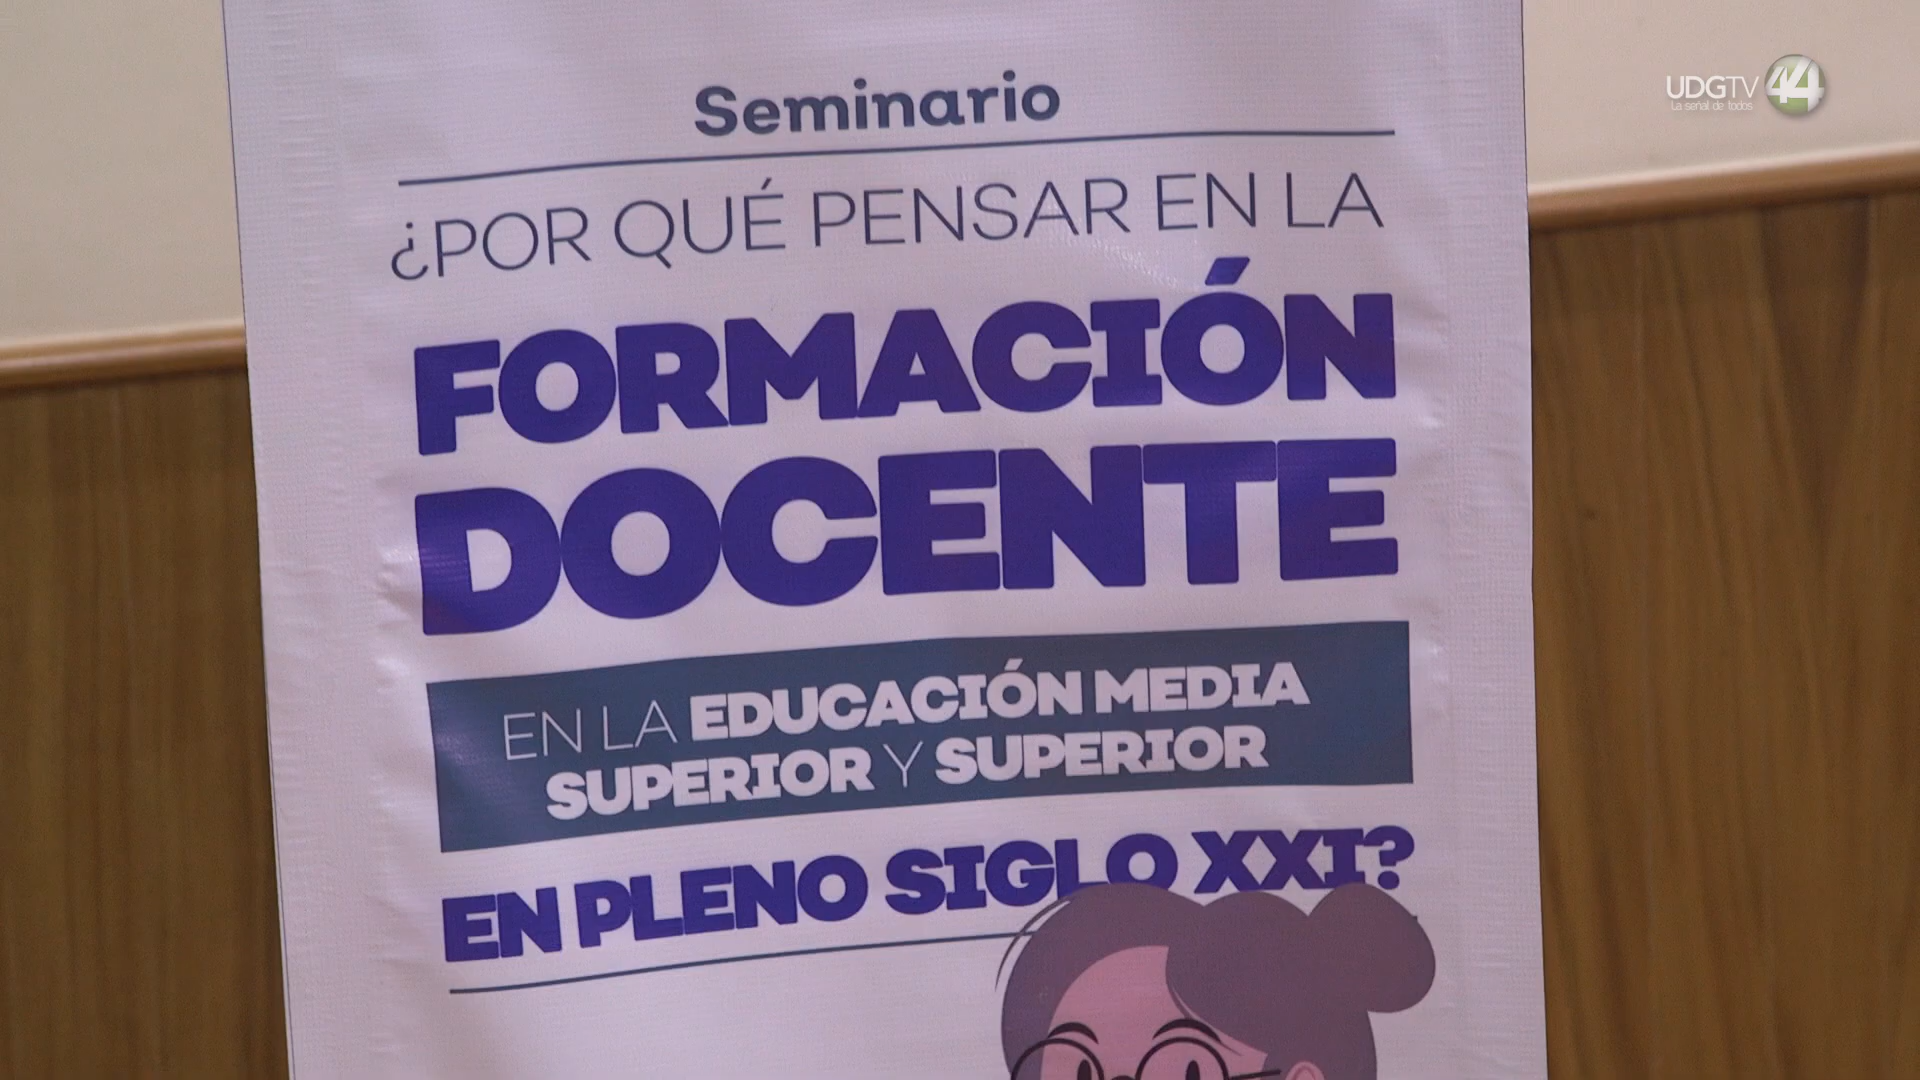 UDGTV 44
La señal de todos
Seminario
¿POR QUÉ PENSAR EN LA
FORMACIÓN
DOCENTE
EN LA EDUCACIÓN MEDIA
SUPERIOR Y SUPERIOR
EN PLENO SIGLO XXI?